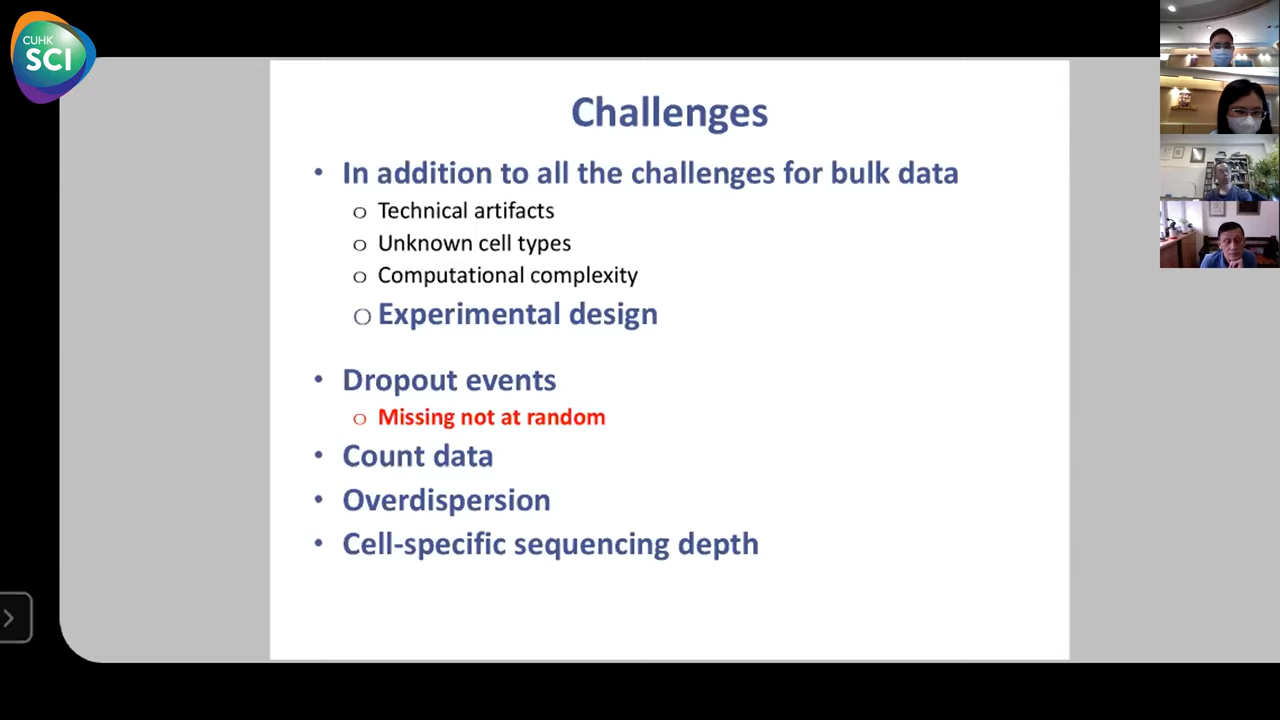 CUHK
SCI
Challenges
• In addition to all the challenges for bulk data
o Technical artifacts
o Unknown cell types
o Computational complexity
o Experimental design
• Dropout events
o Missing not at random
• Count data
• Overdispersion
• Cell-specific sequencing depth